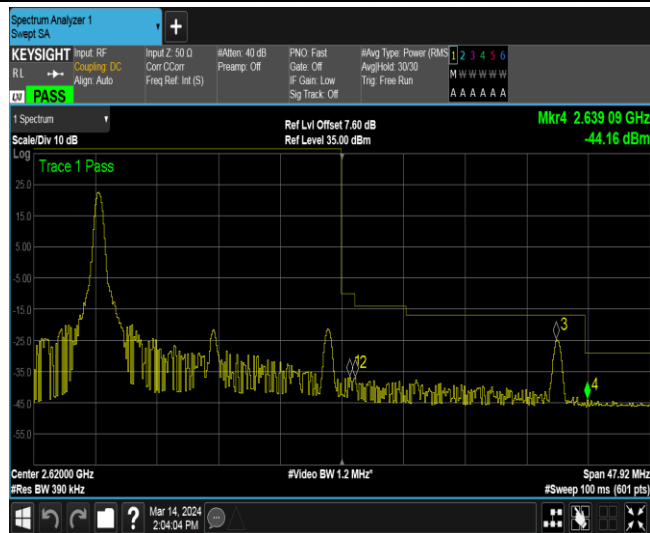 Spectrum Analyzer 1
Swept SA
+
KEYSIGHT
RL
LXI PASS
Input: RF
Coupling: DC
Align: Auto
Input Z: 50 Ω
Corr CCorr
Freq Ref: Int (S)
#Atten: 40 dB
Preamp: Off
PNO: Fast
Gate: Off
IF Gain: Low
Sig Track: Off
#Avg Type: Power (RMS
Avg|Hold: 30/30
Trig: Free Run
1 2 3 4 5 6
M W W W W W
A A A A A A
1 Spectrum
Scale/Div 10 dB
Ref Lvl Offset 7.60 dB
Ref Level 35.00 dBm
Mkr4 2.639 09 GHz
-44.16 dBm
Log
Trace 1 Pass
25.0
15.0
5.00
-5.00
-15.0
-25.0
-35.0
-45.0
-55.0
1 2
3
4
Center 2.62000 GHz
#Res BW 390 kHz
#Video BW 1.2 MHz*
Span 47.92 MHz
#Sweep 100 ms (601 pts)
?
Mar 14, 2024
2:04:04 PM